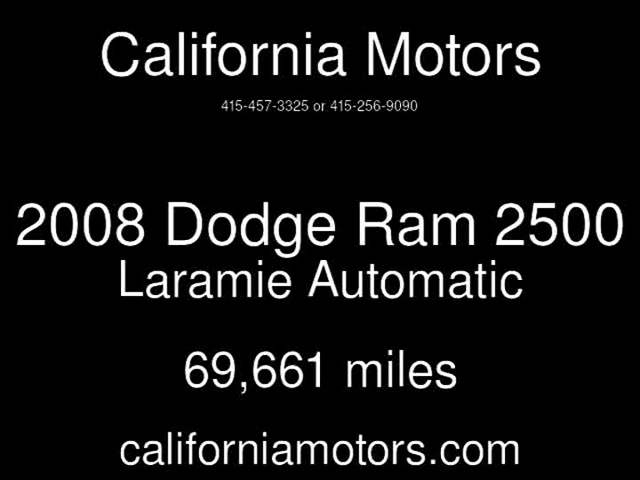 California Motors
415-457-3325 or 415-256-9090
2008 Dodge Ram 2500
Laramie Automatic
69,661 miles
californiamotors.com